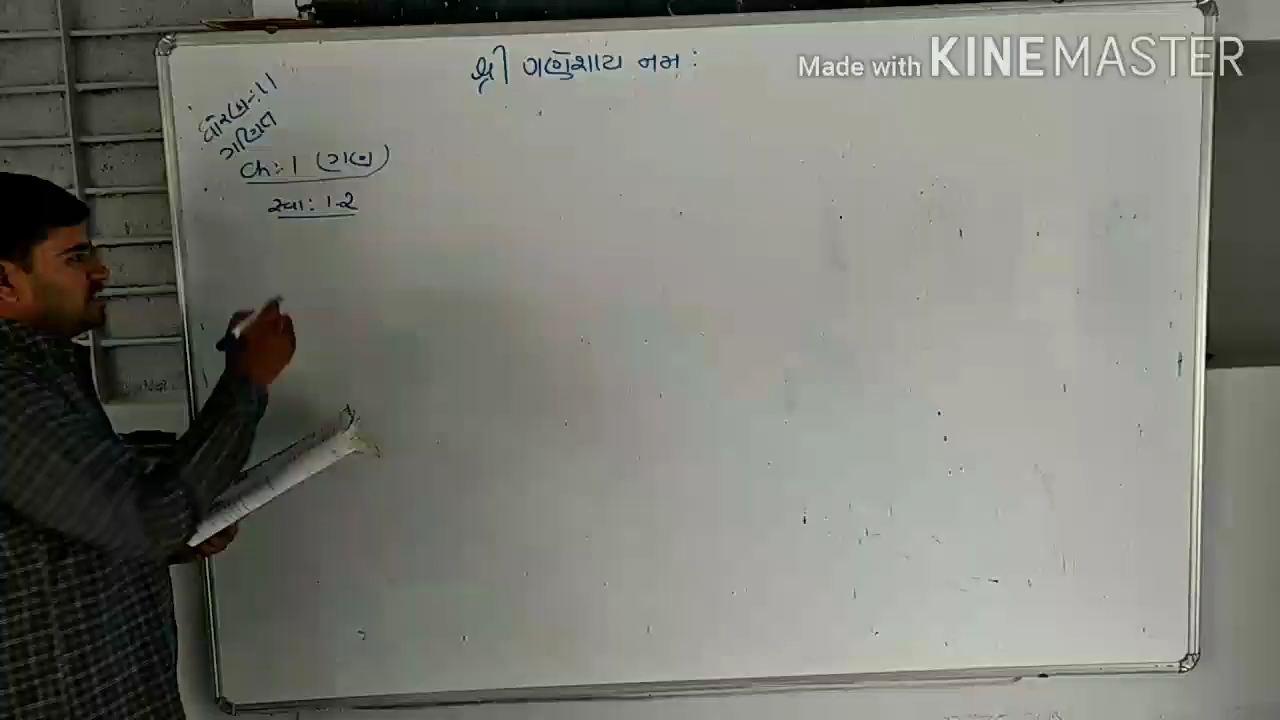 શ્રી ગણેશાય નમ:
Made with KINEMASTER
ધોરણ:-11
ગણિત
Ch:-1 (ગણ)
સ્વા: 1.2